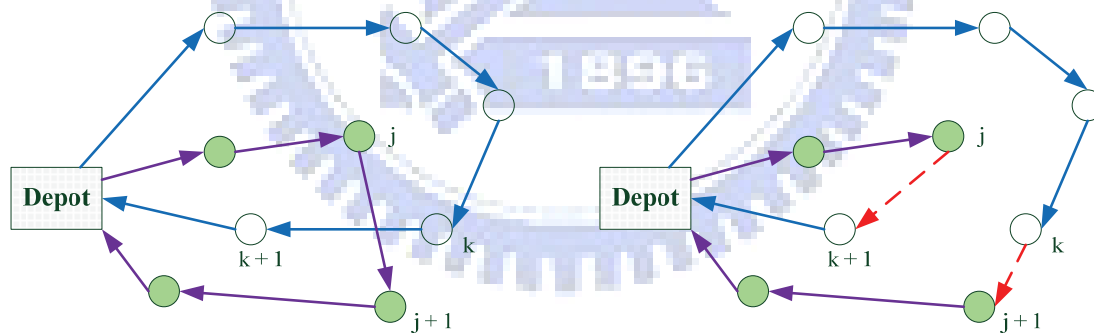 1896
j
Depot
k
k + 1
j + 1
j
Depot
k
k + 1
j + 1